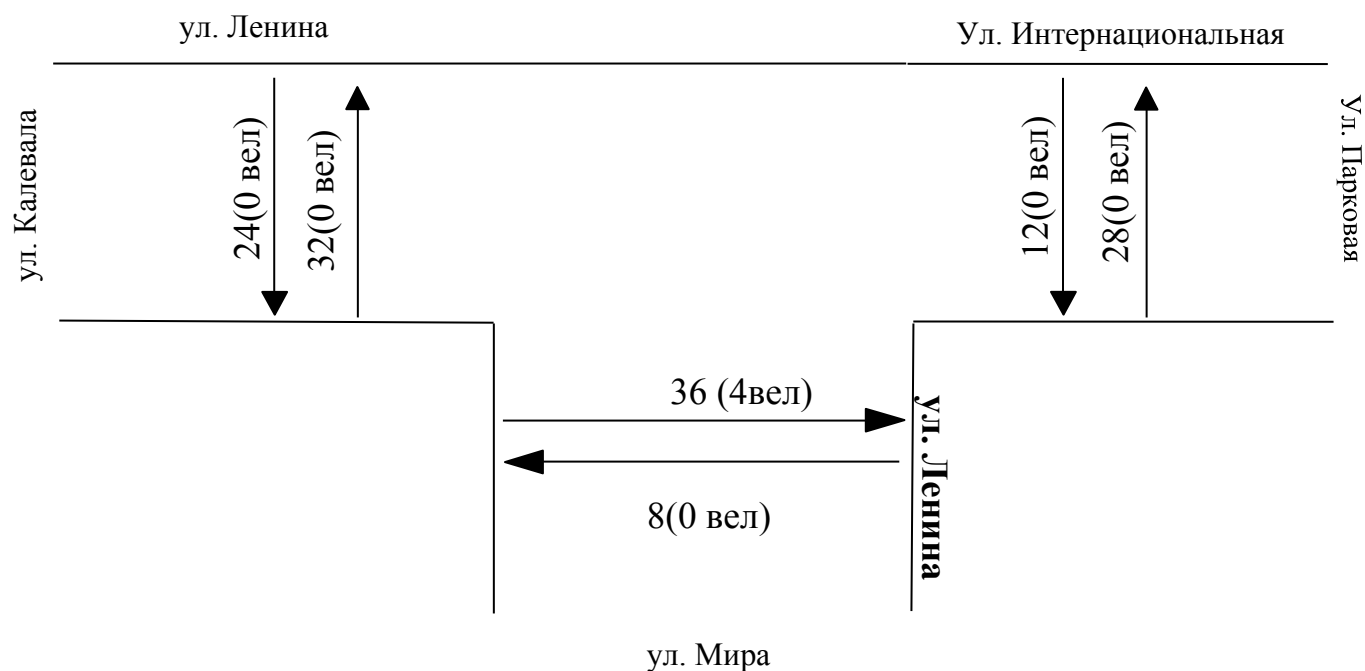 ул. Ленина
Ул. Интернациональная
ул. Калевала
24(0 вел)
32(0 вел)
12(0 вел)
28(0 вел)
Ул. Парковая
36 (4вел)
8(0 вел)
ул. Ленина
ул. Мира